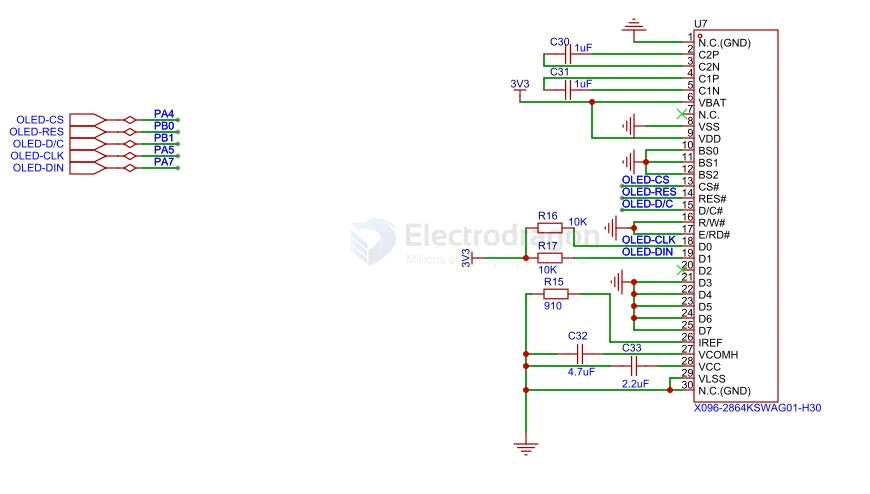 U7
1 N.C.(GND)
C30 1uF
2 C2P
3 C2N
C31 1uF
4 C1P
5 C1N
3V3
6 VBAT
7 N.C.
8 VSS
9 VDD
10 BS0
11 BS1
12 BS2
OLED-CS 13 CS#
OLED-RES 14 RES#
OLED-D/C 15 D/C#
16 R/W#
17 E/RD#
OLED-CLK 18 D0
OLED-DIN 19 D1
20 D2
21 D3
22 D4
23 D5
24 D6
25 D7
26 IREF
27 VCOMH
28 VCC
29 VLSS
30 N.C.(GND)
X096-2864KSWAG01-H30
OLED-CS PA4
OLED-RES PB0
OLED-D/C PB1
OLED-CLK PA5
OLED-DIN PA7
R16 10K
3V3
R17
10K
R15
910
C32
4.7uF
C33
2.2uF
Electrodragon
Millions of